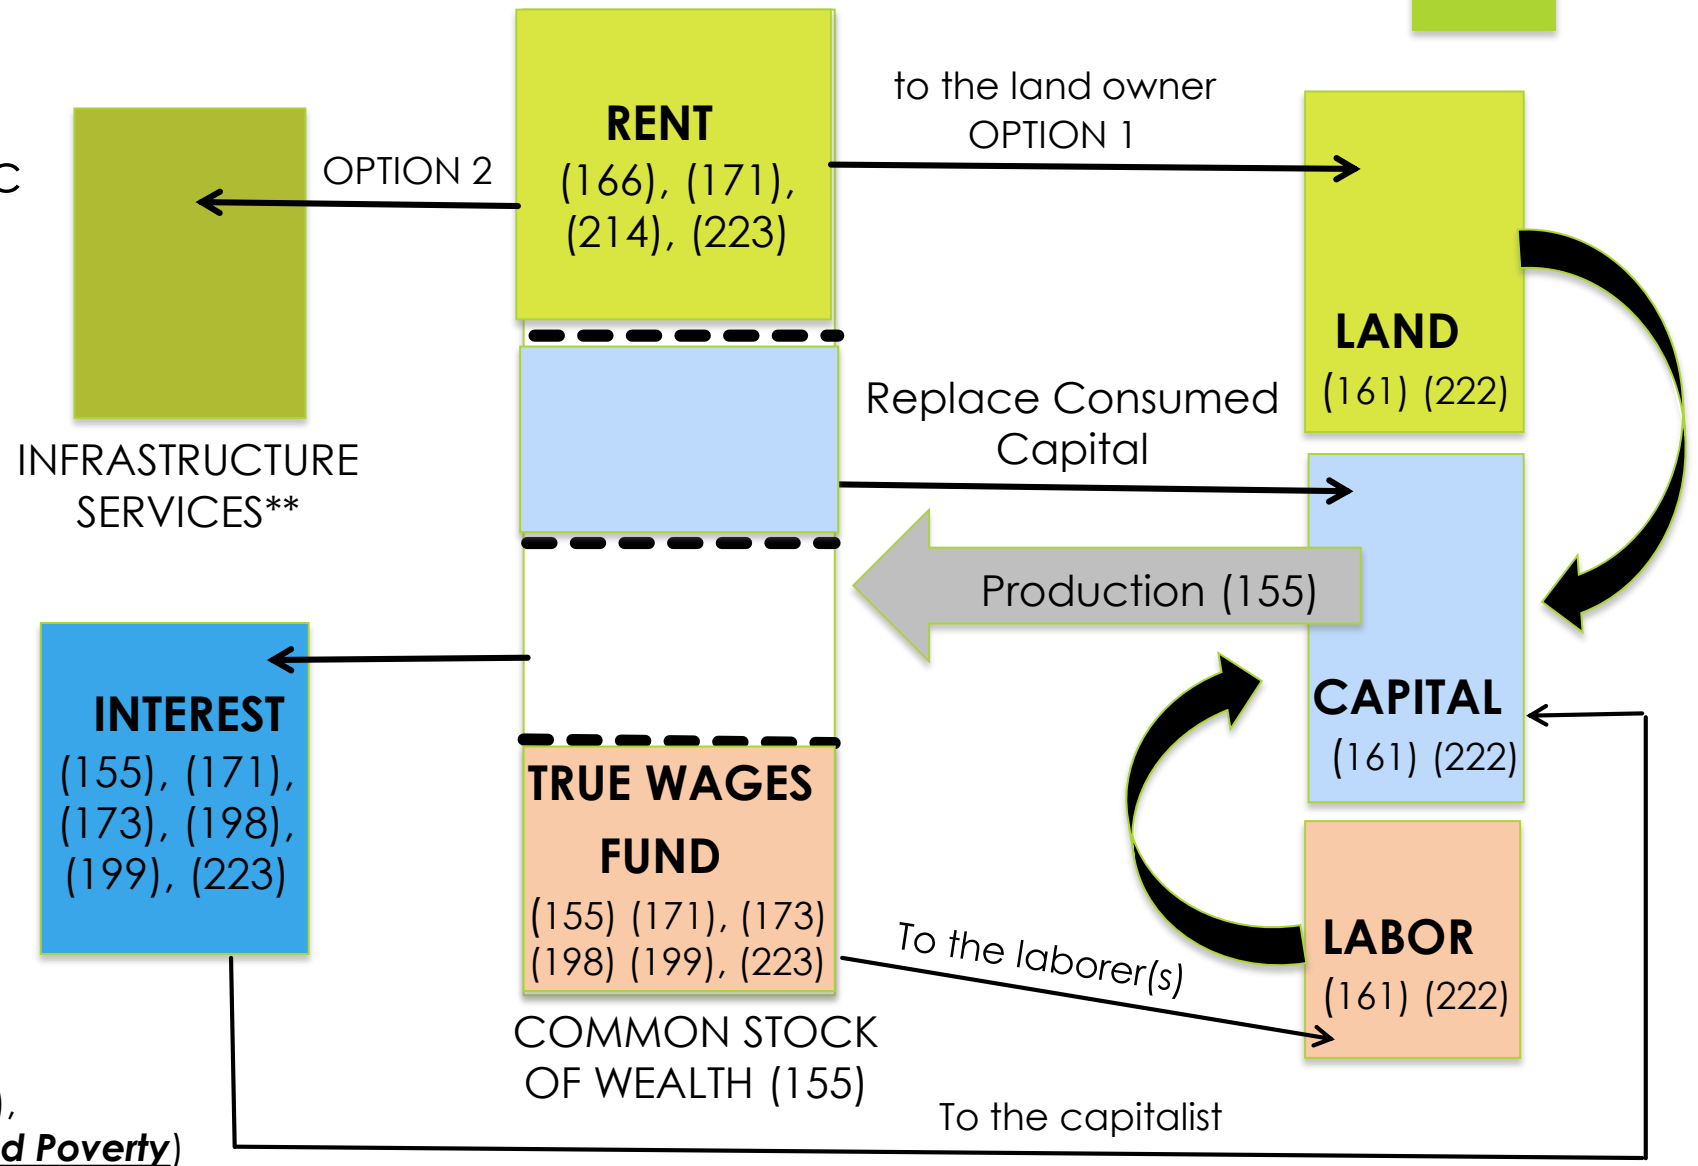 to the land owner
OPTION 1
RENT
(166), (171),
(214), (223)
OPTION 2
C
INFRASTRUCTURE
SERVICES**
LAND
(161) (222)
Replace Consumed
Capital
Production (155)
CAPITAL
(161) (222)
INTEREST
(155), (171),
(173), (198),
(199), (223)
TRUE WAGES
FUND
(155) (171), (173)
(198) (199), (223)
To the laborer(s)
LABOR
(161) (222)
COMMON STOCK
OF WEALTH (155)
To the capitalist
),
d Poverty)